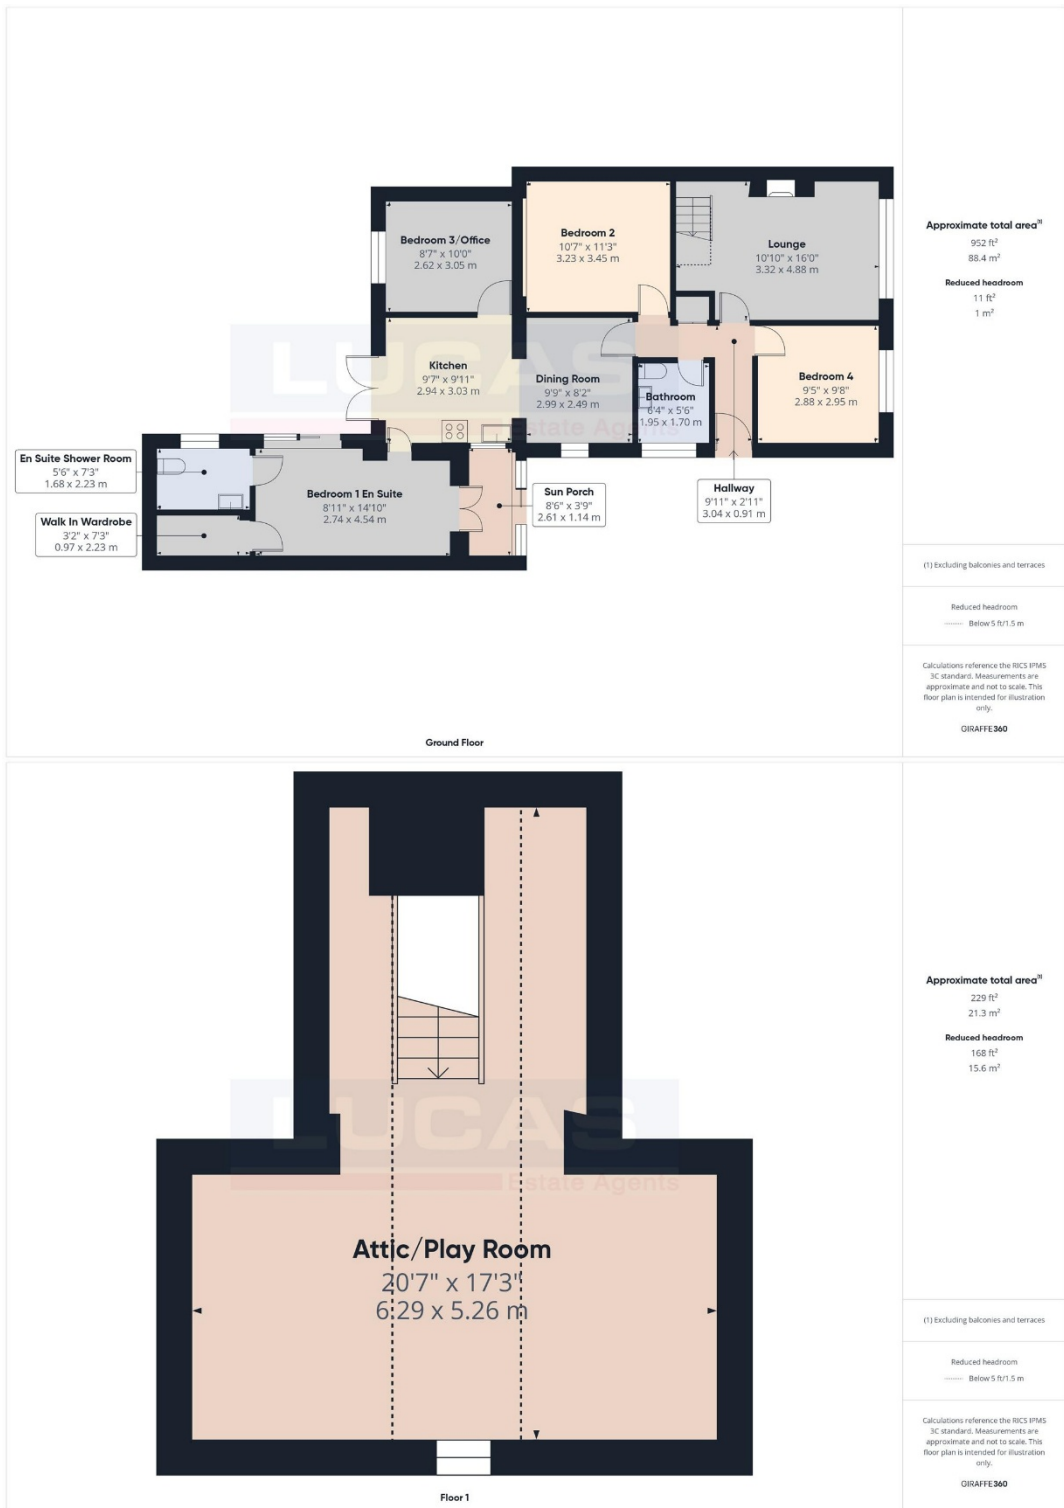 Bedroom 3/Office
8'7" x 10'0"
2.62 x 3.05 m
Bedroom 2
10'7" x 11'3"
3.23 x 3.45 m
Lounge
10'10" x 16'0"
3.32 x 4.88 m
Kitchen
9'7" x 9'11"
2.94 x 3.03 m
Dining Room
9'9" x 8'2"
2.99 x 2.49 m
Bathroom
6'4" x 5'6"
1.95 x 1.70 m
Bedroom 4
9'5" x 9'8"
2.88 x 2.95 m
En Suite Shower Room
5'6" x 7'3"
1.68 x 2.23 m
Walk In Wardrobe
3'2" x 7'3"
0.97 x 2.23 m
Bedroom 1 En Suite
8'11" x 14'10"
2.74 x 4.54 m
Sun Porch
8'6" x 3'9"
2.61 x 1.14 m
Hallway
9'11" x 2'11"
3.04 x 0.91 m
LUCAS
Estate Agents
Ground Floor
Approximate total area(1)
952 ft²
88.4 m²
Reduced headroom
11 ft²
1 m²
(1) Excluding balconies and terraces
Reduced headroom
Below 5 ft/1.5 m
Calculations reference the RICS IPMS
3C standard. Measurements are
approximate and not to scale. This
floor plan is intended for illustration
only.
GIRAFFE360
LUCAS
Estate Agents
Attic/Play Room
20'7" x 17'3"
6.29 x 5.26 m
Floor 1
Approximate total area(1)
229 ft²
21.3 m²
Reduced headroom
168 ft²
15.6 m²
(1) Excluding balconies and terraces
Reduced headroom
Below 5 ft/1.5 m
Calculations reference the RICS IPMS
3C standard. Measurements are
approximate and not to scale. This
floor plan is intended for illustration
only.
GIRAFFE360